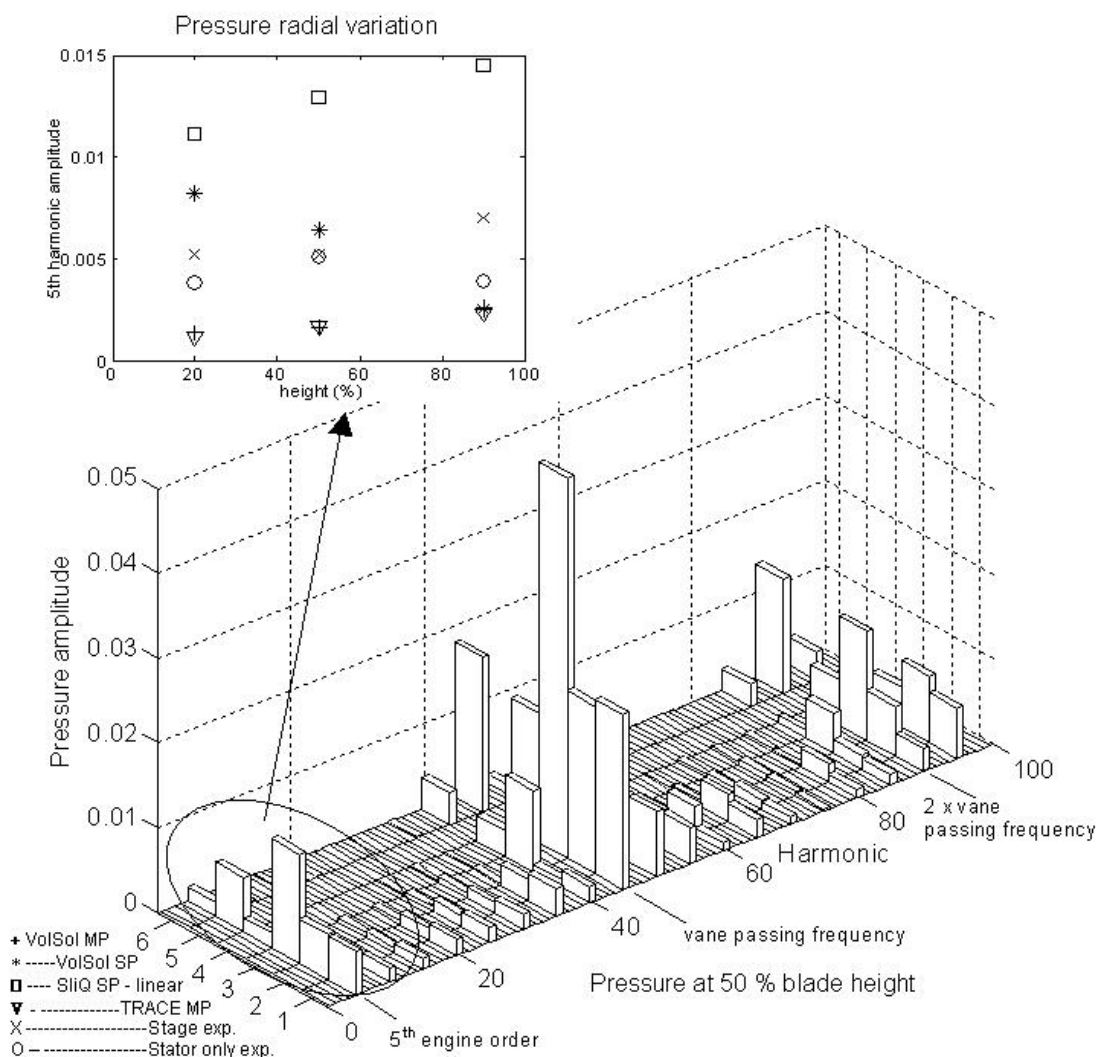 Pressure radial variation
0.015
0.01
0.005
0
5th harmonic amplitude
0 20 40 60 80 100
height (%)
0.05
0.04
0.03
0.02
0.01
0
Pressure amplitude
6
5
4
3
2
1
0
20
40
60
80
100
Harmonic
2 x vane
passing frequency
vane passing frequency
Pressure at 50 % blade height
5th engine order
+ VolSol MP
* -----VolSol SP
□ ---- SliQ SP - linear
▽ - --------------TRACE MP
X -------------------Stage exp.
O — -----------------Stator only exp.